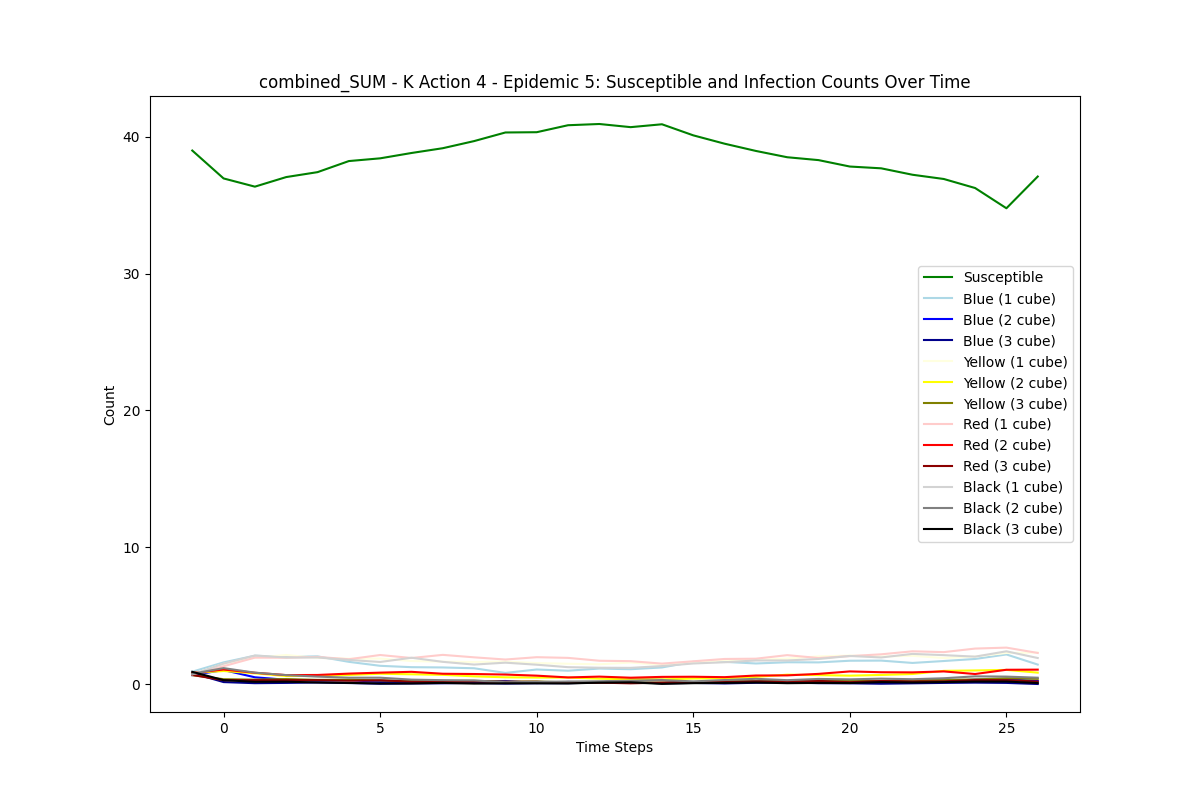 combined_SUM - K Action 4 - Epidemic 5: Susceptible and Infection Counts Over Time
40
30
20
10
0
Count
0 5 10 15 20 25
Time Steps
Susceptible
Blue (1 cube)
Blue (2 cube)
Blue (3 cube)
Yellow (1 cube)
Yellow (2 cube)
Yellow (3 cube)
Red (1 cube)
Red (2 cube)
Red (3 cube)
Black (1 cube)
Black (2 cube)
Black (3 cube)